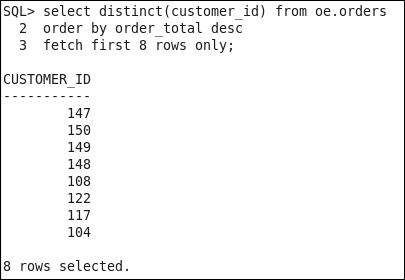 SQL> select distinct(customer_id) from oe.orders
  2  order by order_total desc
  3  fetch first 8 rows only;

CUSTOMER_ID
-----------
        147
        150
        149
        148
        108
        122
        117
        104

8 rows selected.